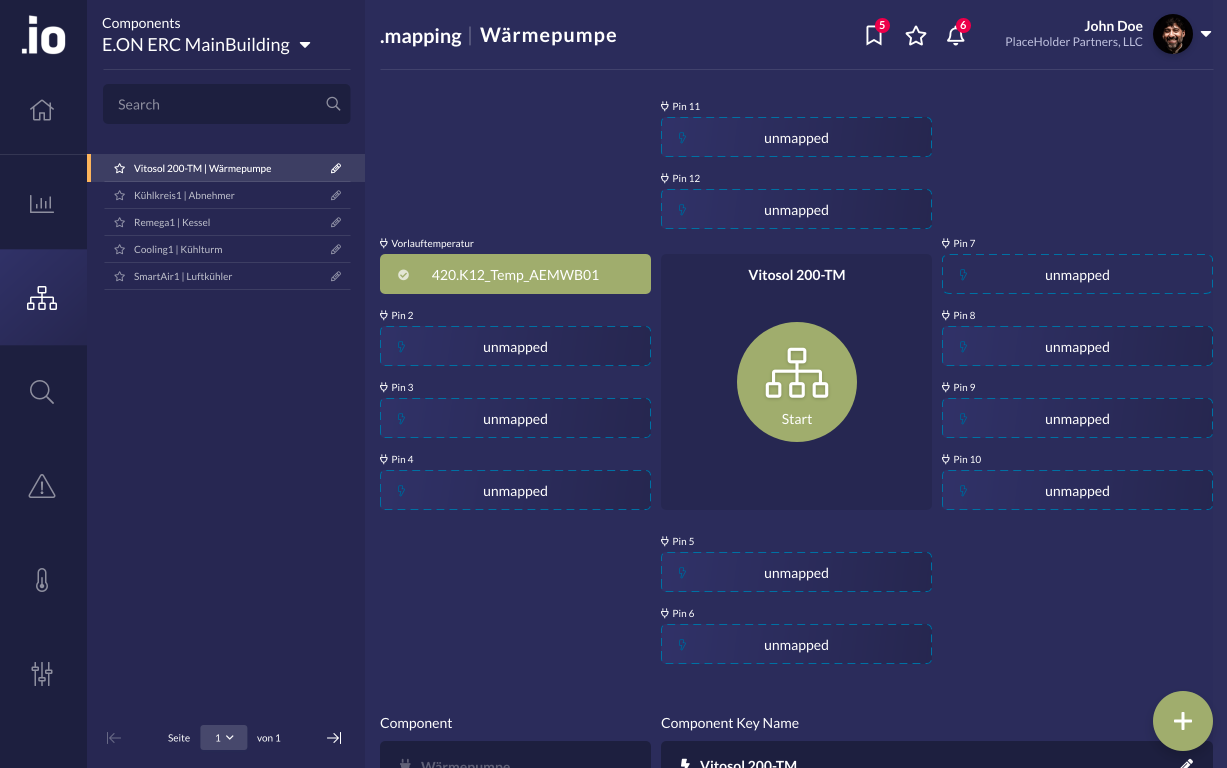 .io
Components
E.ON ERC MainBuilding
Search
Vitosol 200-TM | Wärmepumpe
Kühlkreis1 | Abnehmer
Remega1 | Kessel
Cooling1 | Kühlturm
SmartAir1 | Luftkühler
Seite 1 von 1
.mapping | Wärmepumpe
5
6
John Doe
PlaceHolder Partners, LLC
Pin 11
unmapped
Pin 12
unmapped
Vorlauftemperatur
420.K12_Temp_AEMWB01
Pin 2
unmapped
Pin 3
unmapped
Pin 4
unmapped
Vitosol 200-TM
Start
Pin 7
unmapped
Pin 8
unmapped
Pin 9
unmapped
Pin 10
unmapped
Pin 5
unmapped
Pin 6
unmapped
Component
Wärmepumpe
Component Key Name
Vitosol 200-TM